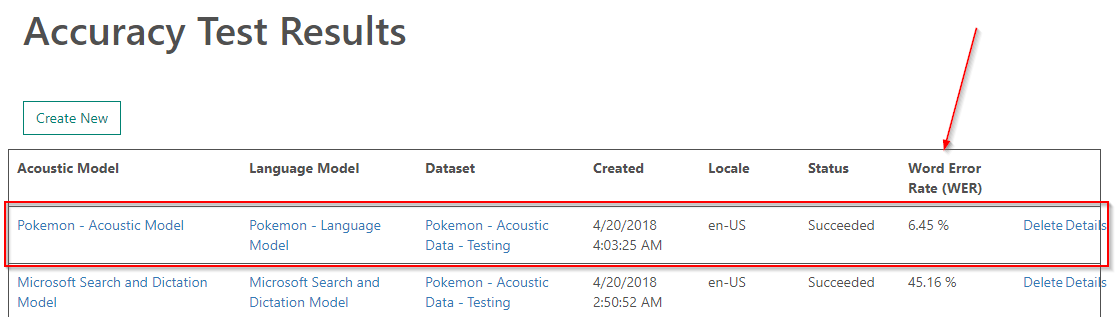 Accuracy Test Results
Create New
Acoustic Model Language Model Dataset Created Locale Status Word Error
Rate (WER)
Pokemon - Acoustic Model Pokemon - Language Pokemon - Acoustic 4/20/2018 en-US Succeeded 6.45 % Delete Details
Model Data - Testing 4:03:25 AM
Microsoft Search and Dictation Microsoft Search and Pokemon - Acoustic 4/20/2018 en-US Succeeded 45.16 % Delete Details
Model Dictation Model Data - Testing 2:50:52 AM